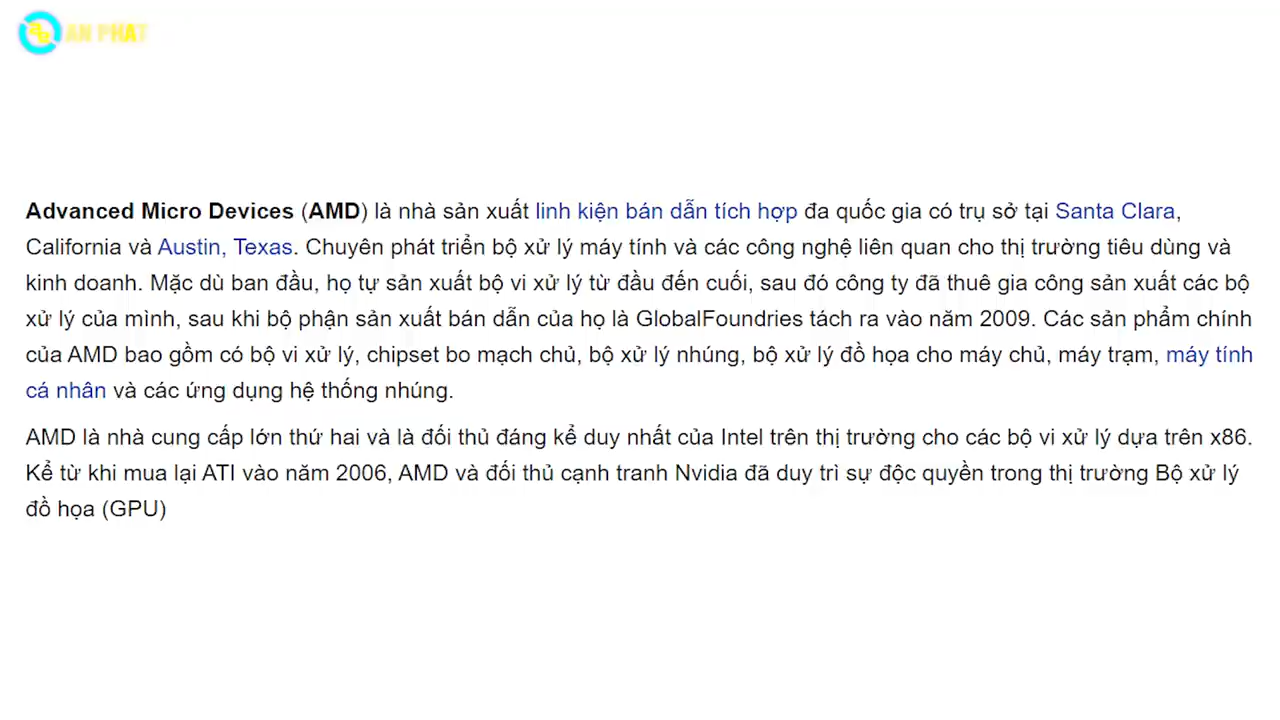 AN PHAT
Advanced Micro Devices (AMD) là nhà sản xuất linh kiện bán dẫn tích hợp đa quốc gia có trụ sở tại Santa Clara,
California và Austin, Texas. Chuyên phát triển bộ xử lý máy tính và các công nghệ liên quan cho thị trường tiêu dùng và
kinh doanh. Mặc dù ban đầu, họ tự sản xuất bộ vi xử lý từ đầu đến cuối, sau đó công ty đã thuê gia công sản xuất các bộ
xử lý của mình, sau khi bộ phận sản xuất bán dẫn của họ là GlobalFoundries tách ra vào năm 2009. Các sản phẩm chính
của AMD bao gồm có bộ vi xử lý, chipset bo mạch chủ, bộ xử lý nhúng, bộ xử lý đồ họa cho máy chủ, máy trạm, máy tính
cá nhân và các ứng dụng hệ thống nhúng.
AMD là nhà cung cấp lớn thứ hai và là đối thủ đáng kể duy nhất của Intel trên thị trường cho các bộ vi xử lý dựa trên x86.
Kể từ khi mua lại ATI vào năm 2006, AMD và đối thủ cạnh tranh Nvidia đã duy trì sự độc quyền trong thị trường Bộ xử lý
đồ họa (GPU)